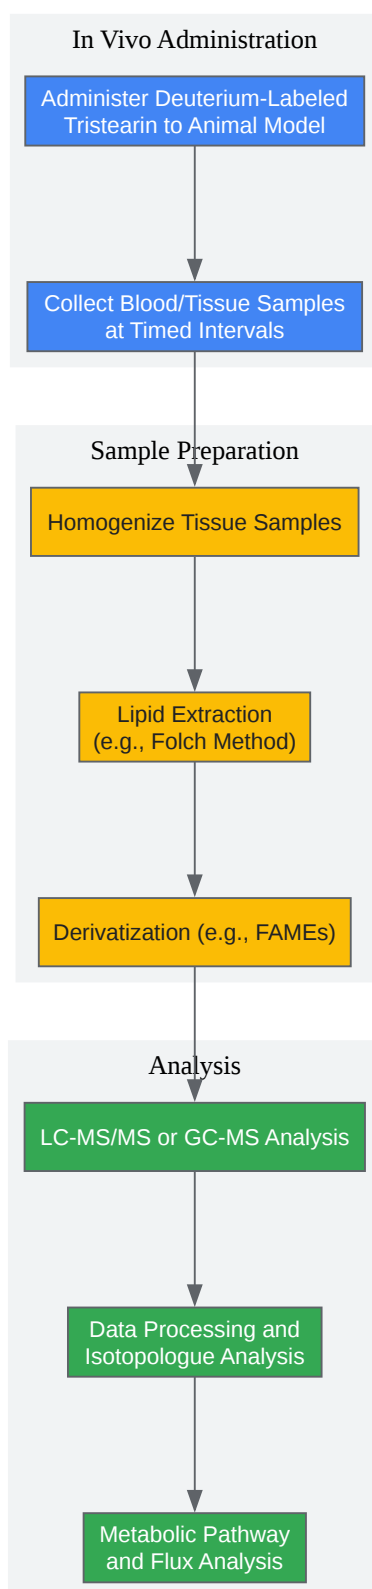 In Vivo Administration
Administer Deuterium-Labeled
Tristearin to Animal Model
Collect Blood/Tissue Samples
at Timed Intervals
Sample Preparation
Homogenize Tissue Samples
Lipid Extraction
(e.g., Folch Method)
Derivatization (e.g., FAMEs)
Analysis
LC-MS/MS or GC-MS Analysis
Data Processing and
Isotopologue Analysis
Metabolic Pathway
and Flux Analysis